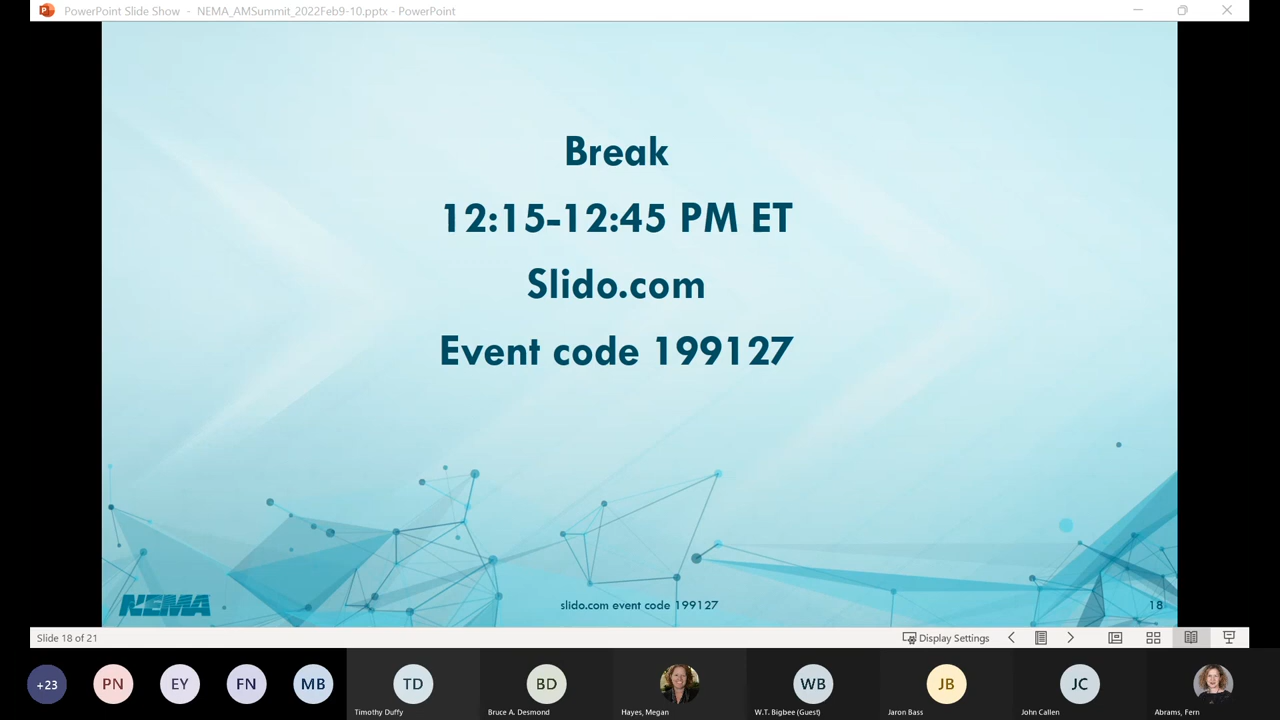 PowerPoint Slide Show - NEMA_AMSummit_2022Feb9-10.pptx - PowerPoint
Break
12:15-12:45 PM ET
Slido.com
Event code 199127
NEMA
slido.com event code 199127
18
Slide 18 of 21
Display Settings
+23
PN
EY
FN
MB
TD
BD
WB
JB
JC
Timothy Duffy
Bruce A. Desmond
Hayes, Megan
W.T. Bigbee (Guest)
Jaron Bass
John Callen
Abrams, Fern